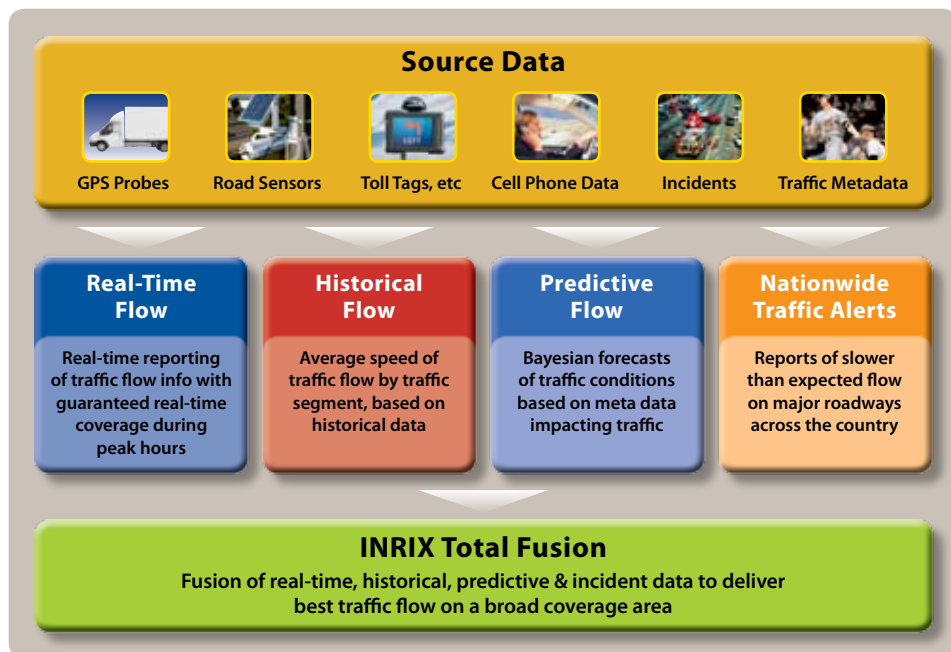 Source Data
GPS Probes
Road Sensors
Toll Tags, etc
Cell Phone Data
Incidents
Traffic Metadata
Real-Time
Flow
Real-time reporting
of traffic flow info with
guaranteed real-time
coverage during
peak hours
Historical
Flow
Average speed of
traffic flow by traffic
segment, based on
historical data
Predictive
Flow
Bayesian forecasts
of traffic conditions
based on meta data
impacting traffic
Nationwide
Traffic Alerts
Reports of slower
than expected flow
on major roadways
across the country
INRIX Total Fusion
Fusion of real-time, historical, predictive & incident data to deliver
best traffic flow on a broad coverage area